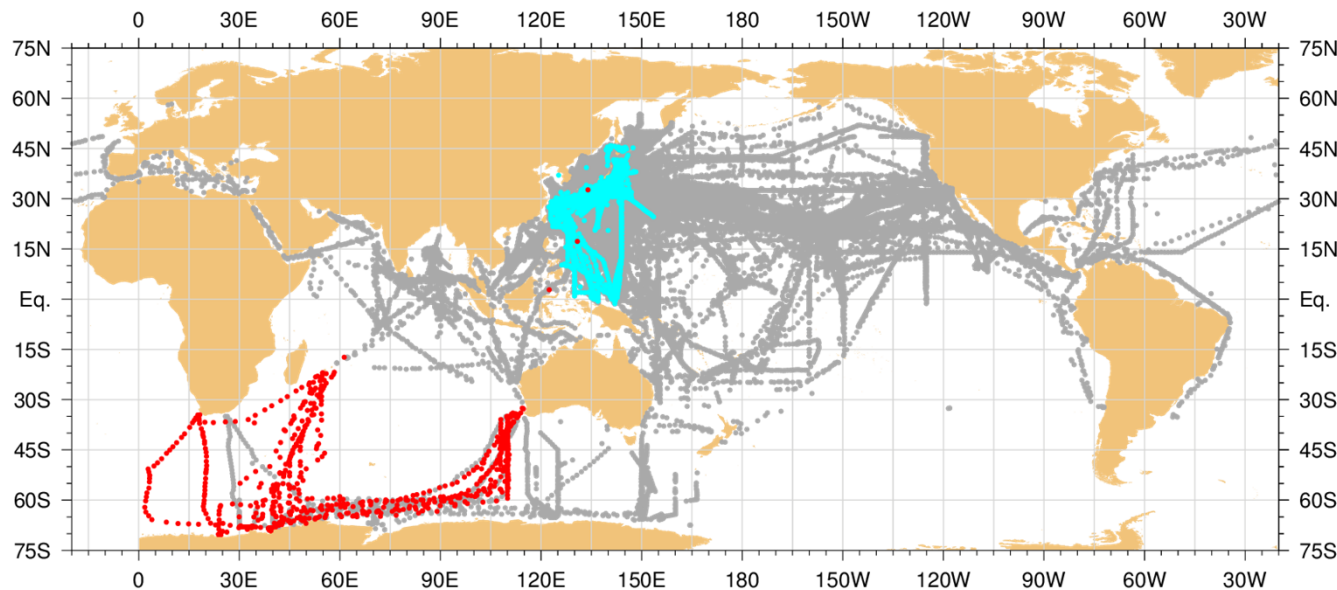 0 30E 60E 90E 120E 150E 180 150W 120W 90W 60W 30W
75N 75N
60N 60N
45N 45N
30N 30N
15N 15N
Eq. Eq.
15S 15S
30S 30S
45S 45S
60S 60S
75S 75S
0 30E 60E 90E 120E 150E 180 150W 120W 90W 60W 30W